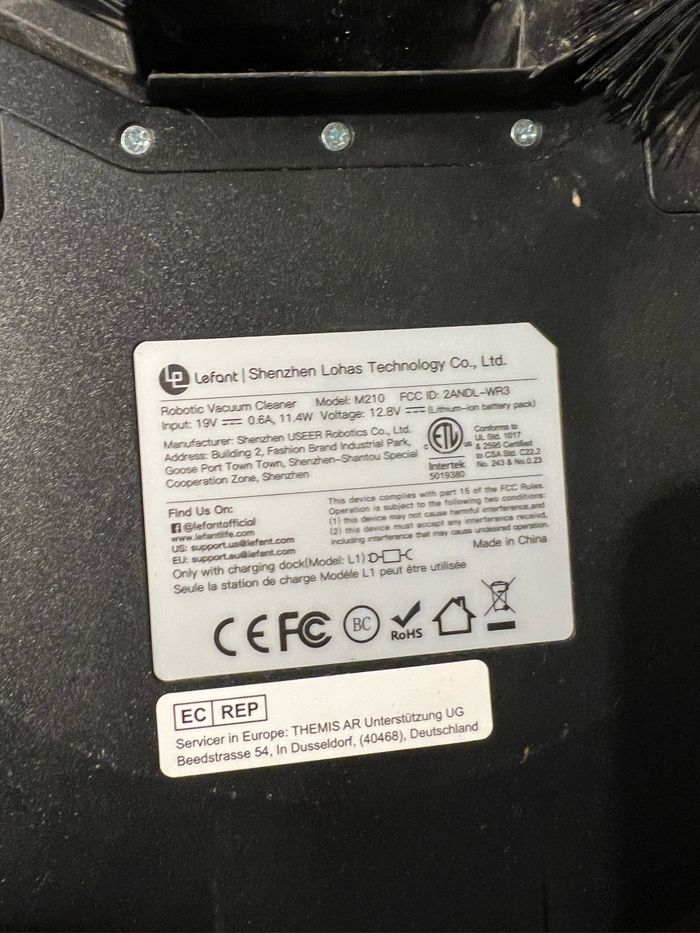 Lefant | Shenzhen Lohas Technology Co., Ltd.
Robotic Vacuum Cleaner Model: M210 FCC ID: 2ANDL-WR3
Input: 19V ⎓ 0.6A, 11.4W Voltage: 12.8V ⎓ (Lithium-ion battery pack)
Manufacturer: Shenzhen USEER Robotics Co., Ltd.
Address: Building 2, Fashion Brand Industrial Park,
Goose Port Town Town, Shenzhen-Shantou Special
Cooperation Zone, Shenzhen
c ETL us
Intertek
5019380
Conforms to
UL Std. 1017
& 2595 Certified
to CSA Std. C22.2
No. 243 & No.0.23
Find Us On:
@lefantofficial
www.lefantlife.com
US: support.us@lefant.com
EU: support.eu@lefant.com
This device complies with part 15 of the FCC Rules.
Operation is subject to the following two conditions:
(1) this device may not cause harmful interference,and
(2) this device must accept any interference receivd,
including interference that may cause undesired operation.
Only with charging dock(Model: L1)
Made in China
Seule la station de charge Modèle L1 peut être utilisée
CE FC BC RoHS
EC REP
Servicer in Europe: THEMIS AR Unterstützung UG
Beedstrasse 54, In Dusseldorf, (40468), Deutschland